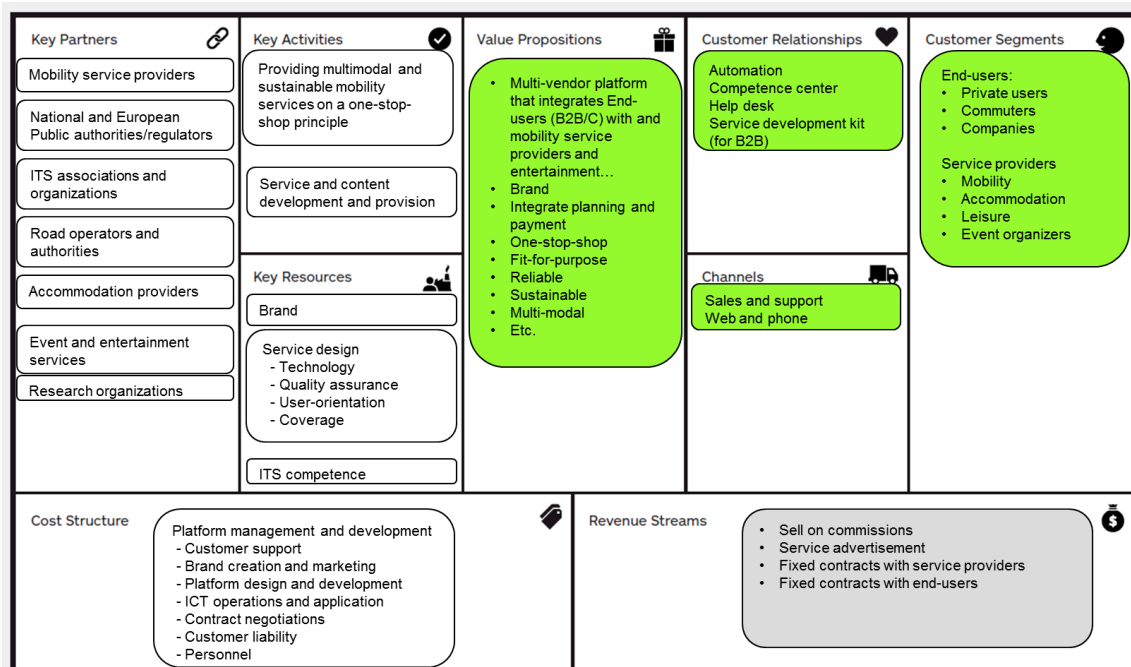 Key Partners
Mobility service providers
National and European
Public authorities/regulators
ITS associations and
organizations
Road operators and
authorities
Accommodation providers
Event and entertainment
services
Research organizations
Key Activities
Providing multimodal and
sustainable mobility
services on a one-stop-
shop principle
Service and content
development and provision
Key Resources
Brand
Service design
- Technology
- Quality assurance
- User-orientation
- Coverage
ITS competence
Value Propositions
• Multi-vendor platform
that integrates End-
users (B2B/C) with and
mobility service
providers and
entertainment…
• Brand
• Integrate planning and
payment
• One-stop-shop
• Fit-for-purpose
• Reliable
• Sustainable
• Multi-modal
• Etc.
Customer Relationships
Automation
Competence center
Help desk
Service development kit
(for B2B)
Channels
Sales and support
Web and phone
Customer Segments
End-users:
• Private users
• Commuters
• Companies
Service providers
• Mobility
• Accommodation
• Leisure
• Event organizers
Cost Structure
Platform management and development
- Customer support
- Brand creation and marketing
- Platform design and development
- ICT operations and application
- Contract negotiations
- Customer liability
- Personnel
Revenue Streams
• Sell on commissions
• Service advertisement
• Fixed contracts with service providers
• Fixed contracts with end-users
$